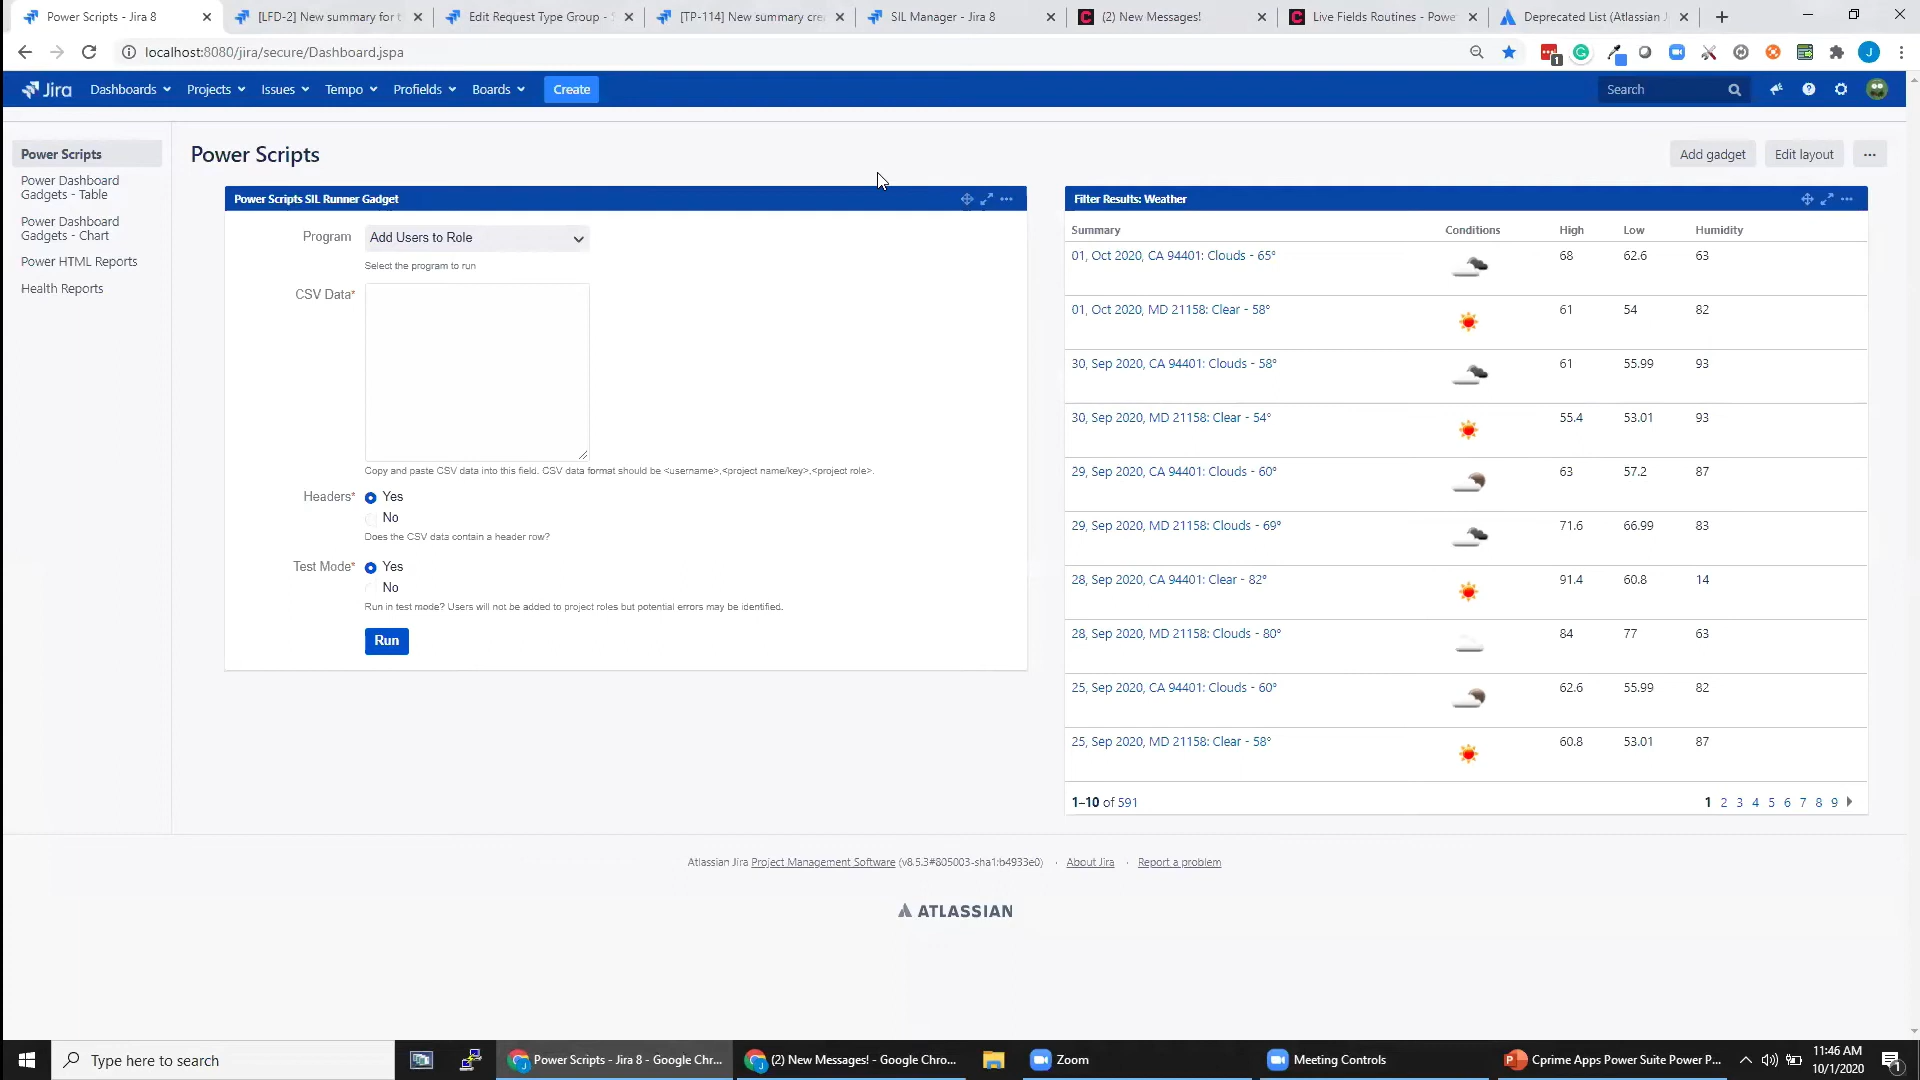 Power Scripts - Jira 8
[LFD-2] New summary for t
Edit Request Type Group -
[TP-114] New summary cre
SIL Manager - Jira 8
(2) New Messages!
Live Fields Routines - Powe
Deprecated List (Atlassian J
localhost:8080/jira/secure/Dashboard.jspa
1
J
Jira
Dashboards
Projects
Issues
Tempo
Profields
Boards
Create
Search
Power Scripts
Power Dashboard
Gadgets - Table
Power Dashboard
Gadgets - Chart
Power HTML Reports
Health Reports
Power Scripts
Add gadget
Edit layout
Power Scripts SIL Runner Gadget
Program
Add Users to Role
Select the program to run
CSV Data*
Copy and paste CSV data into this field. CSV data format should be <username>,<project name/key>,<project role>.
Headers*
Yes
No
Does the CSV data contain a header row?
Test Mode*
Yes
No
Run in test mode? Users will not be added to project roles but potential errors may be identified.
Run
Filter Results: Weather
Summary Conditions High Low Humidity
01, Oct 2020, CA 94401: Clouds - 65° 68 62.6 63
01, Oct 2020, MD 21158: Clear - 58° 61 54 82
30, Sep 2020, CA 94401: Clouds - 58° 61 55.99 93
30, Sep 2020, MD 21158: Clear - 54° 55.4 53.01 93
29, Sep 2020, CA 94401: Clouds - 60° 63 57.2 87
29, Sep 2020, MD 21158: Clouds - 69° 71.6 66.99 83
28, Sep 2020, CA 94401: Clear - 82° 91.4 60.8 14
28, Sep 2020, MD 21158: Clouds - 80° 84 77 63
25, Sep 2020, CA 94401: Clouds - 60° 62.6 55.99 82
25, Sep 2020, MD 21158: Clear - 58° 60.8 53.01 87
1–10 of 591
1 2 3 4 5 6 7 8 9
Atlassian Jira Project Management Software (v8.5.3#805003-sha1:b4933e0) · About Jira · Report a problem
ATLASSIAN
Type here to search
Power Scripts - Jira 8 - Google Chr...
(2) New Messages! - Google Chro...
Zoom
Meeting Controls
Cprime Apps Power Suite Power P...
11:46 AM
10/1/2020
1